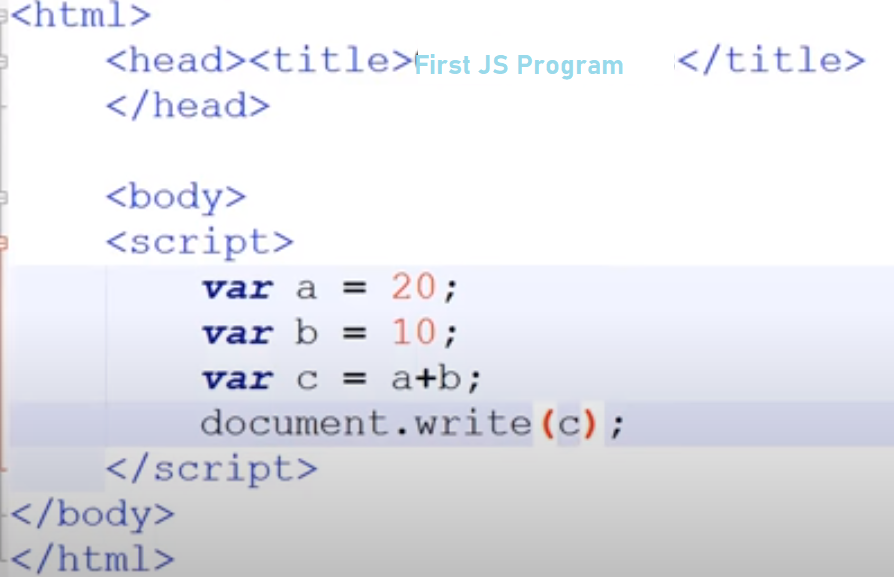 <html>
<head><title>First JS Program </title>
</head>
<body>
<script>
var a = 20;
var b = 10;
var c = a+b;
document.write(c);
</script>
</body>
</html>